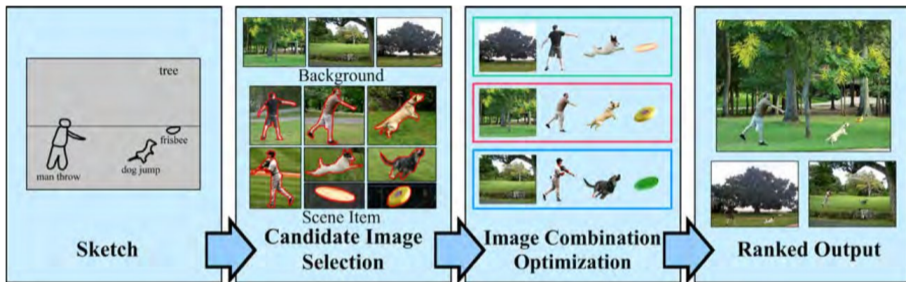 tree
frisbee
man throw
dog jump
Sketch
Background
Scene Item
Candidate Image
Selection
Image Combination
Optimization
Ranked Output